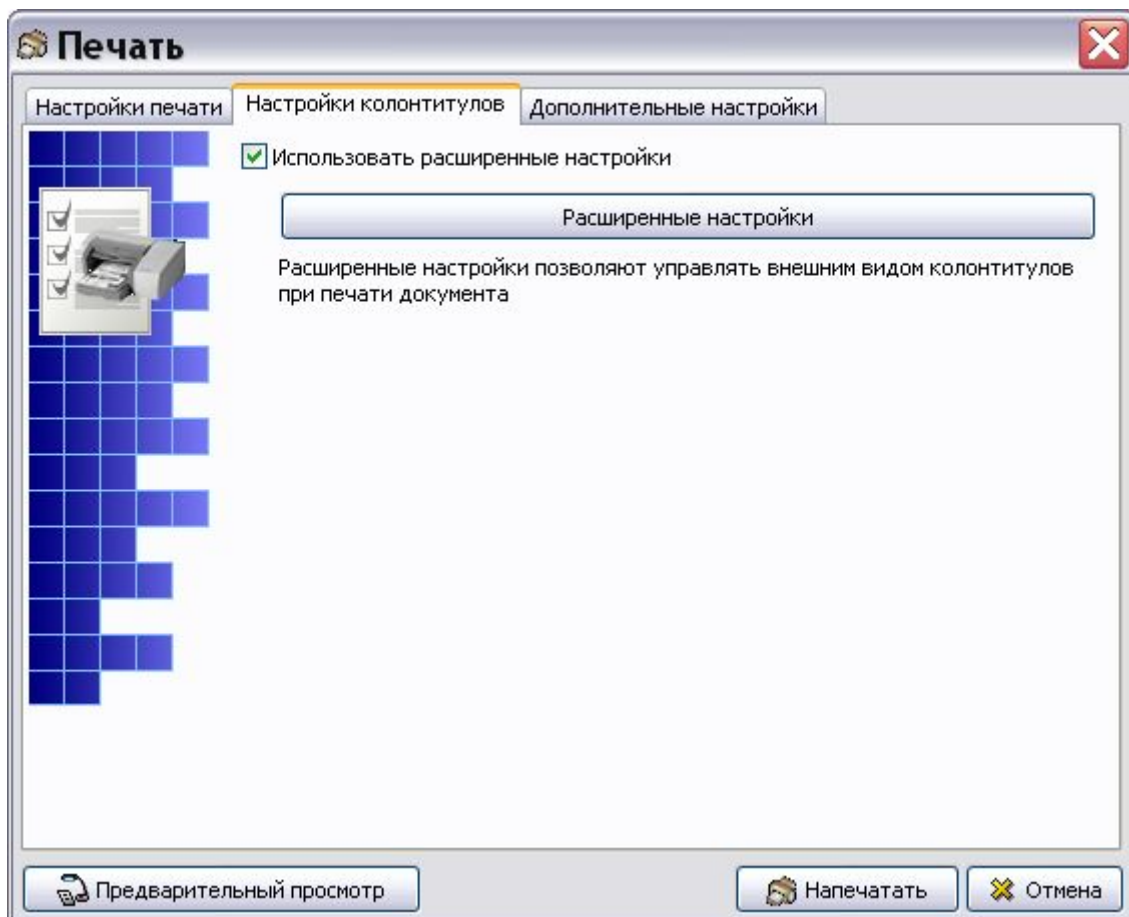 Печать
Настройки печати Настройки колонтитулов Дополнительные настройки
Использовать расширенные настройки
Расширенные настройки
Расширенные настройки позволяют управлять внешним видом колонтитулов
при печати документа
Предварительный просмотр Напечатать Отмена